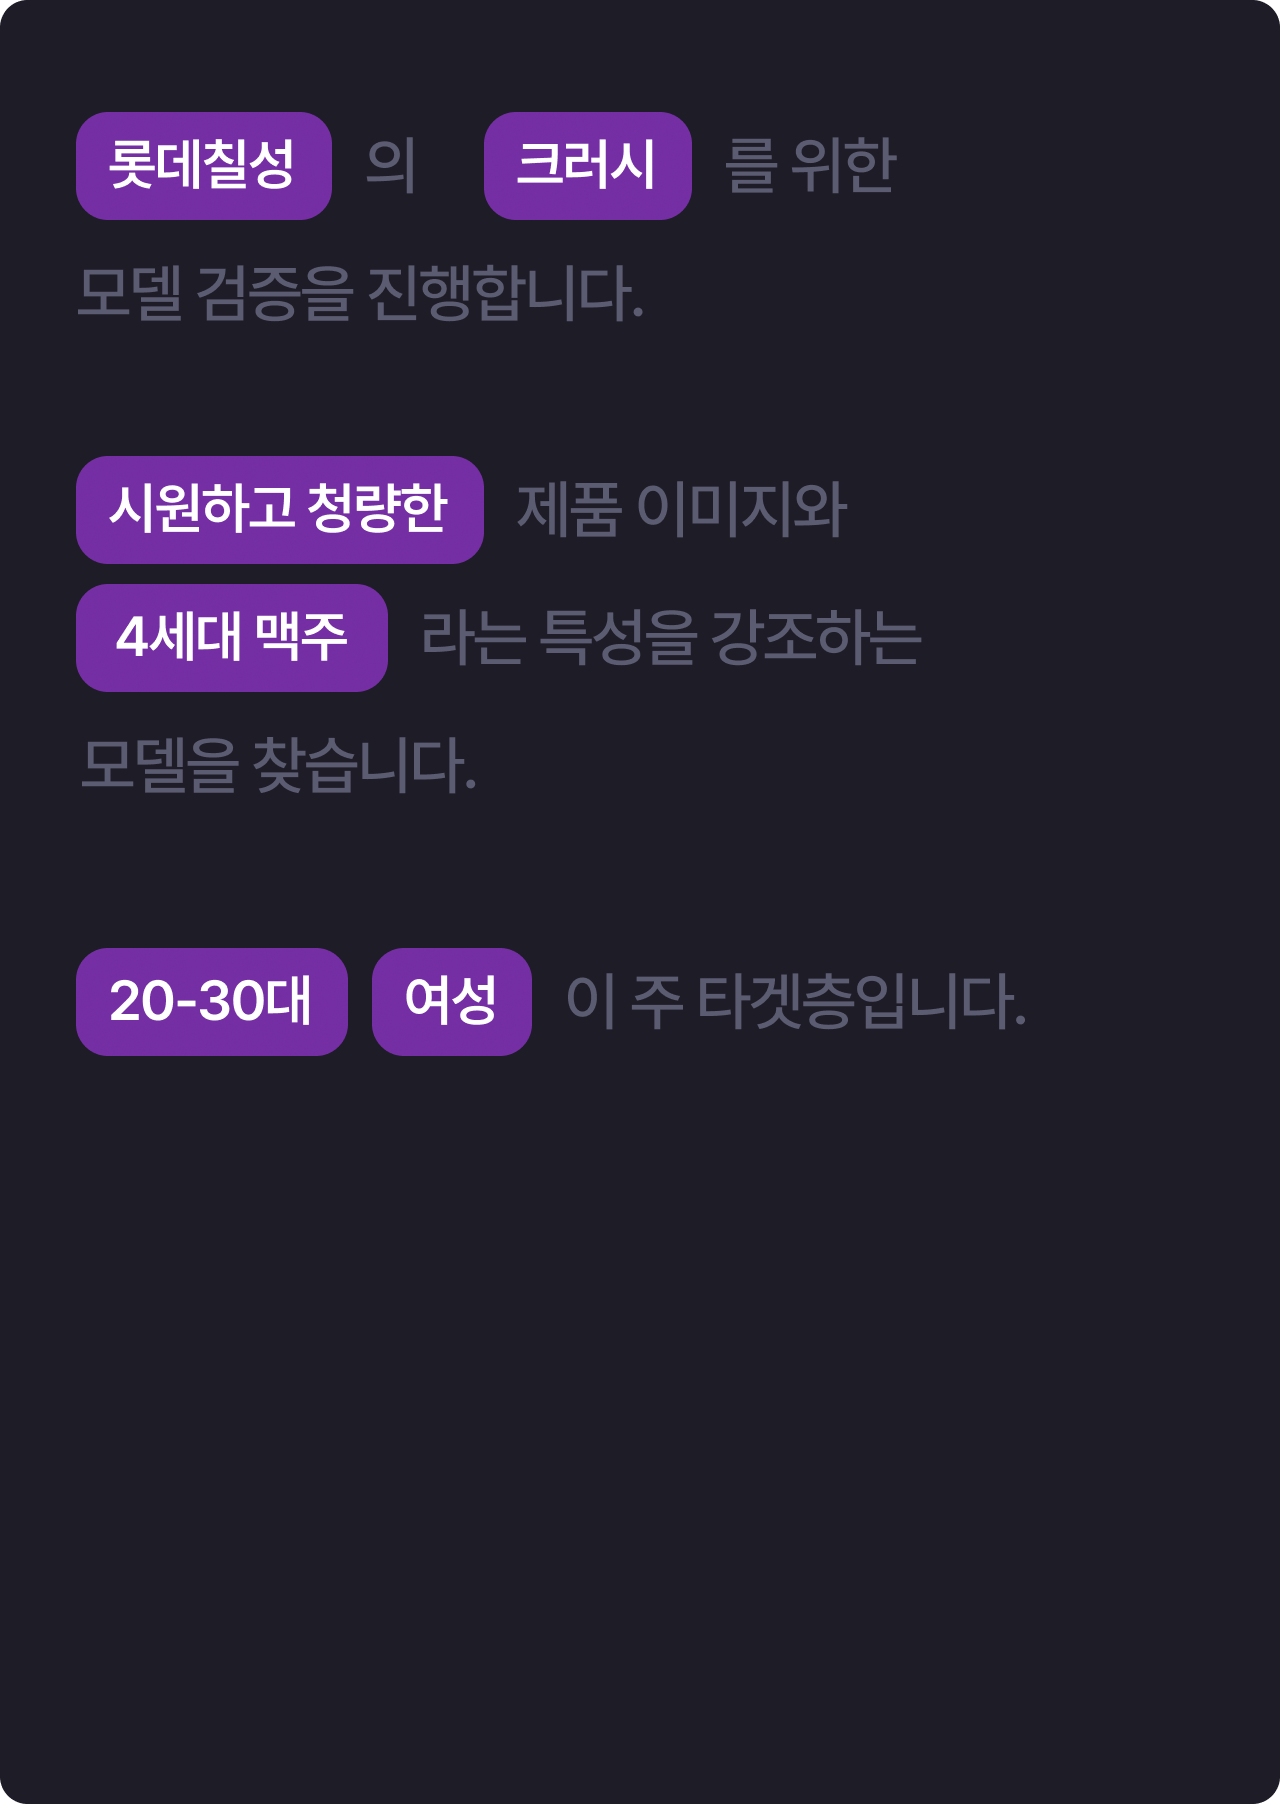 롯데칠성 의 크러시 를 위한
모델 검증을 진행합니다.
시원하고 청량한 제품 이미지와
4세대 맥주 라는 특성을 강조하는
모델을 찾습니다.
20-30대 여성 이 주 타겟층입니다.